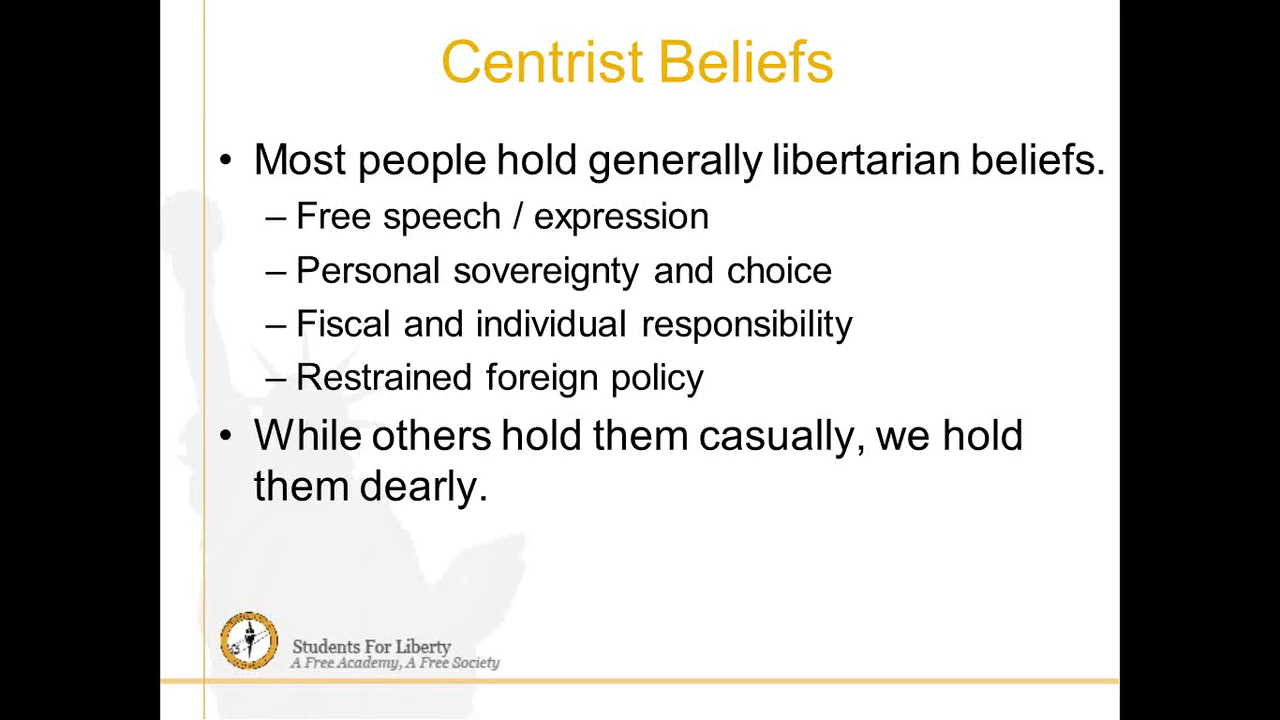 Centrist Beliefs
• Most people hold generally libertarian beliefs.
– Free speech / expression
– Personal sovereignty and choice
– Fiscal and individual responsibility
– Restrained foreign policy
• While others hold them casually, we hold
them dearly.
Students For Liberty
A Free Academy, A Free Society